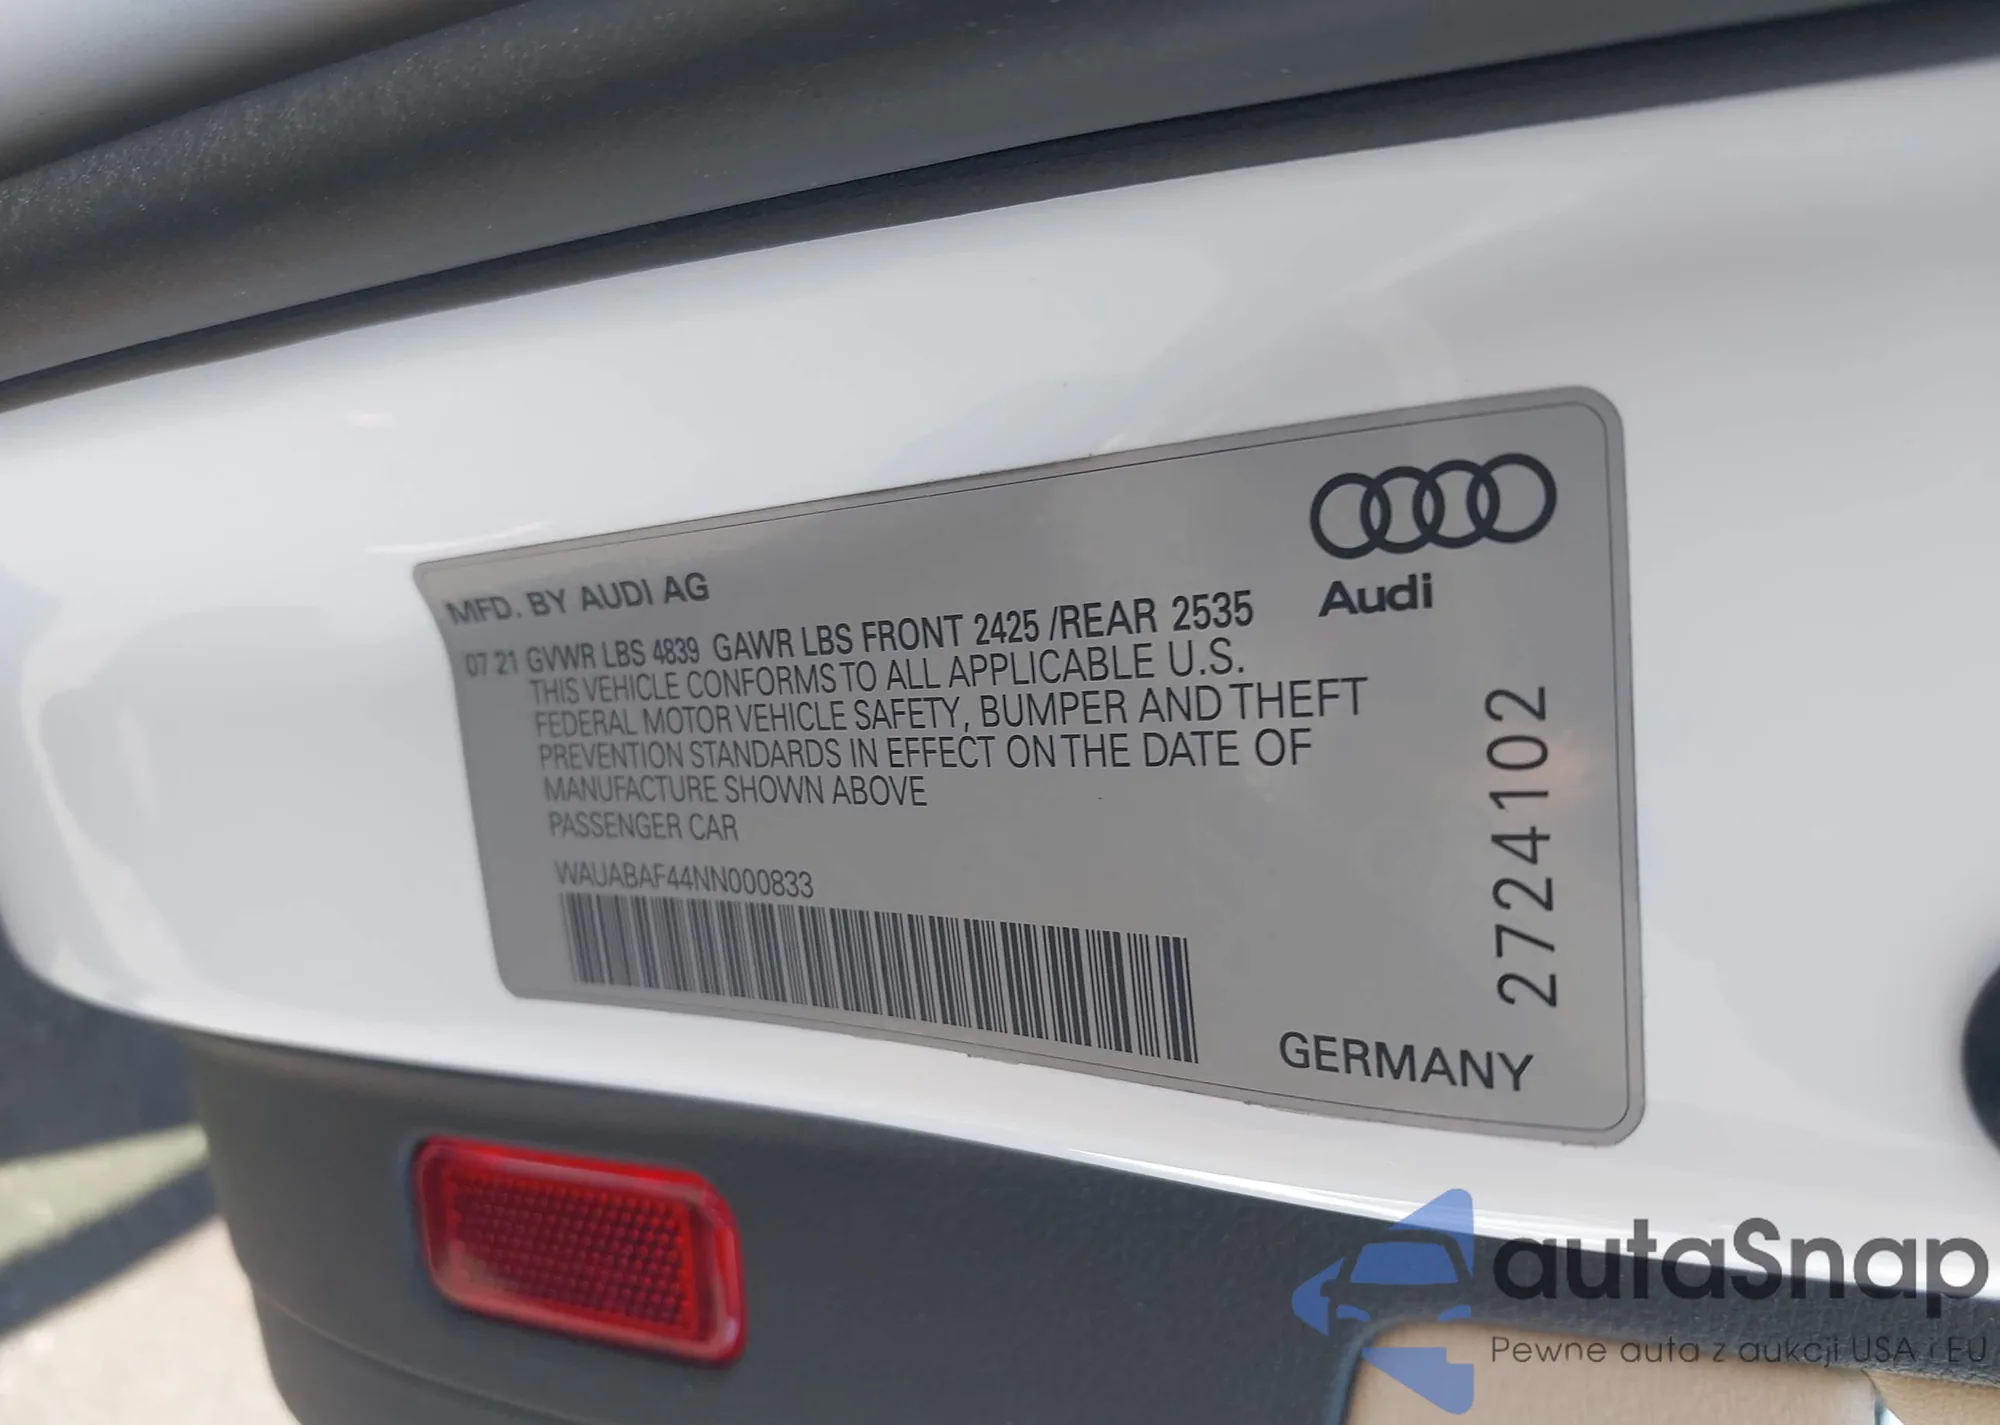 MFD. BY AUDI AG
Audi
07 21 GVWR LBS 4839 GAWR LBS FRONT 2425 /REAR 2535
THIS VEHICLE CONFORMS TO ALL APPLICABLE U.S.
FEDERAL MOTOR VEHICLE SAFETY, BUMPER AND THEFT
PREVENTION STANDARDS IN EFFECT ON THE DATE OF
MANUFACTURE SHOWN ABOVE
PASSENGER CAR
WAUABAF44NN000833
2724102
GERMANY
autaSnap
Pewne auta z aukcji USA i EU